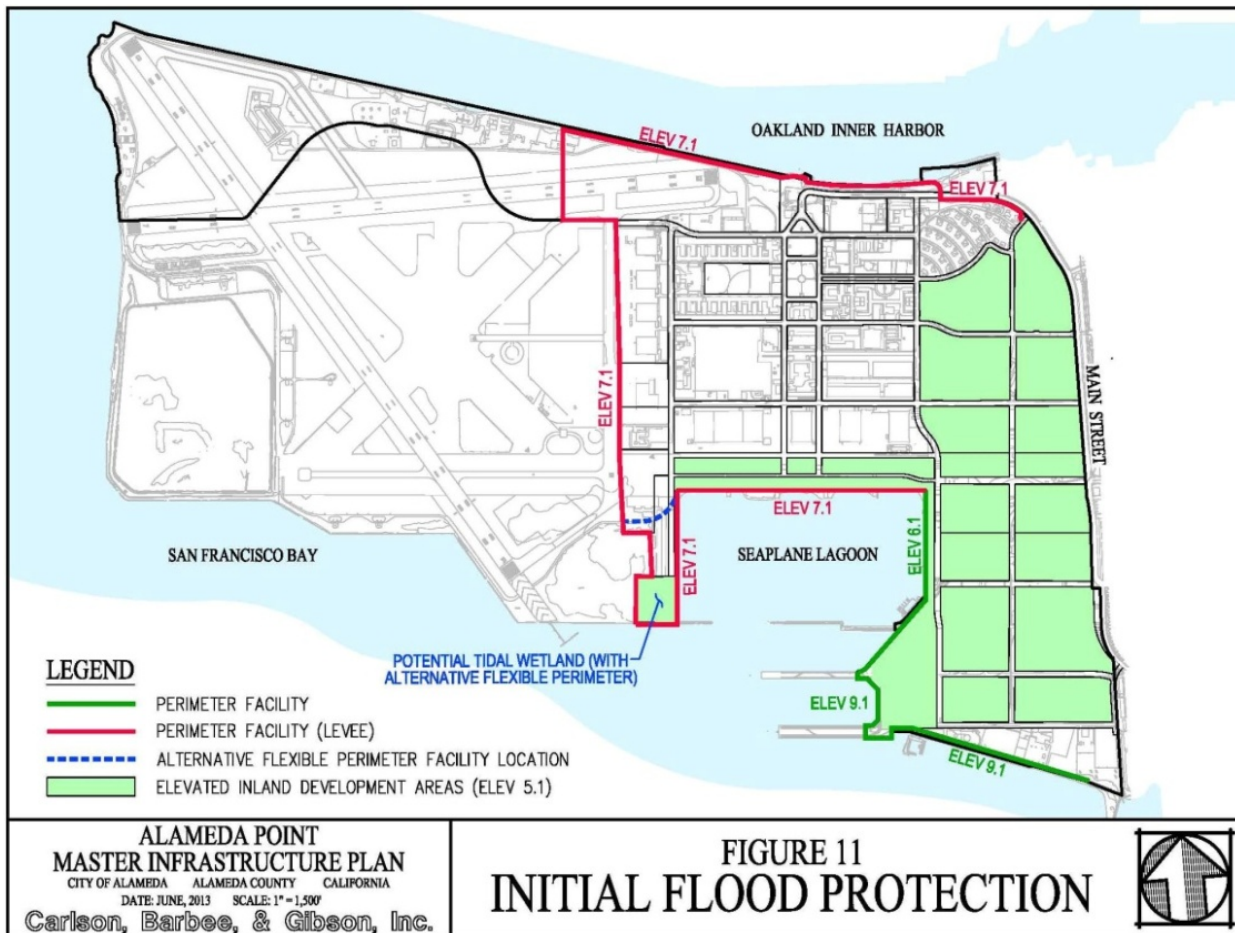 OAKLAND INNER HARBOR
ELEV 7.1
ELEV 7.1
ELEV 7.1
MAIN STREET
ELEV 7.1
ELEV 7.1
ELEV 6.1
SAN FRANCISCO BAY
SEAPLANE LAGOON
POTENTIAL TIDAL WETLAND (WITH
ALTERNATIVE FLEXIBLE PERIMETER)
ELEV 9.1
ELEV 9.1
LEGEND
PERIMETER FACILITY
PERIMETER FACILITY (LEVEE)
ALTERNATIVE FLEXIBLE PERIMETER FACILITY LOCATION
ELEVATED INLAND DEVELOPMENT AREAS (ELEV 5.1)
ALAMEDA POINT
MASTER INFRASTRUCTURE PLAN
CITY OF ALAMEDA ALAMEDA COUNTY CALIFORNIA
DATE: JUNE, 2013 SCALE: 1" = 1,500'
Carlson, Barbee, & Gibson, Inc.
FIGURE 11
INITIAL FLOOD PROTECTION